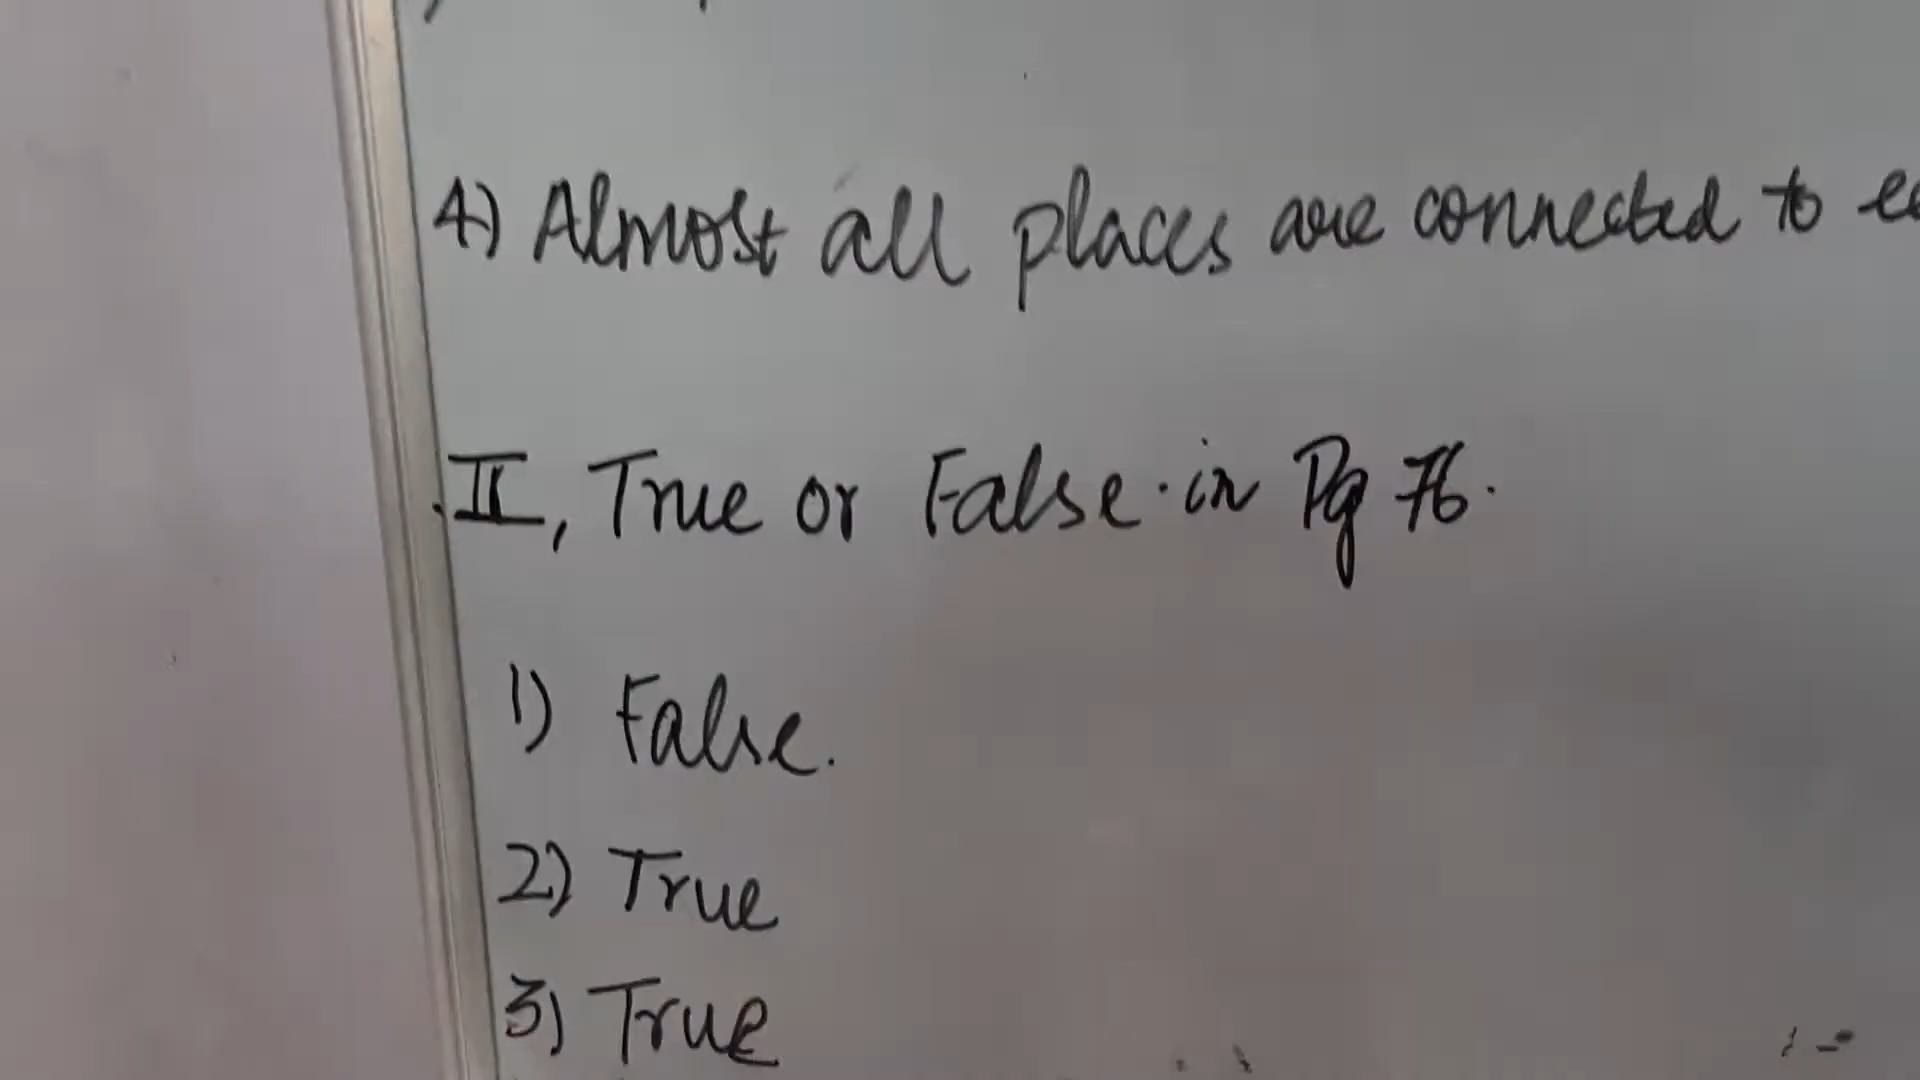 4) Almost all places are connected to
II, True or False. in Pg 76.
1) False.
2) True
3) True